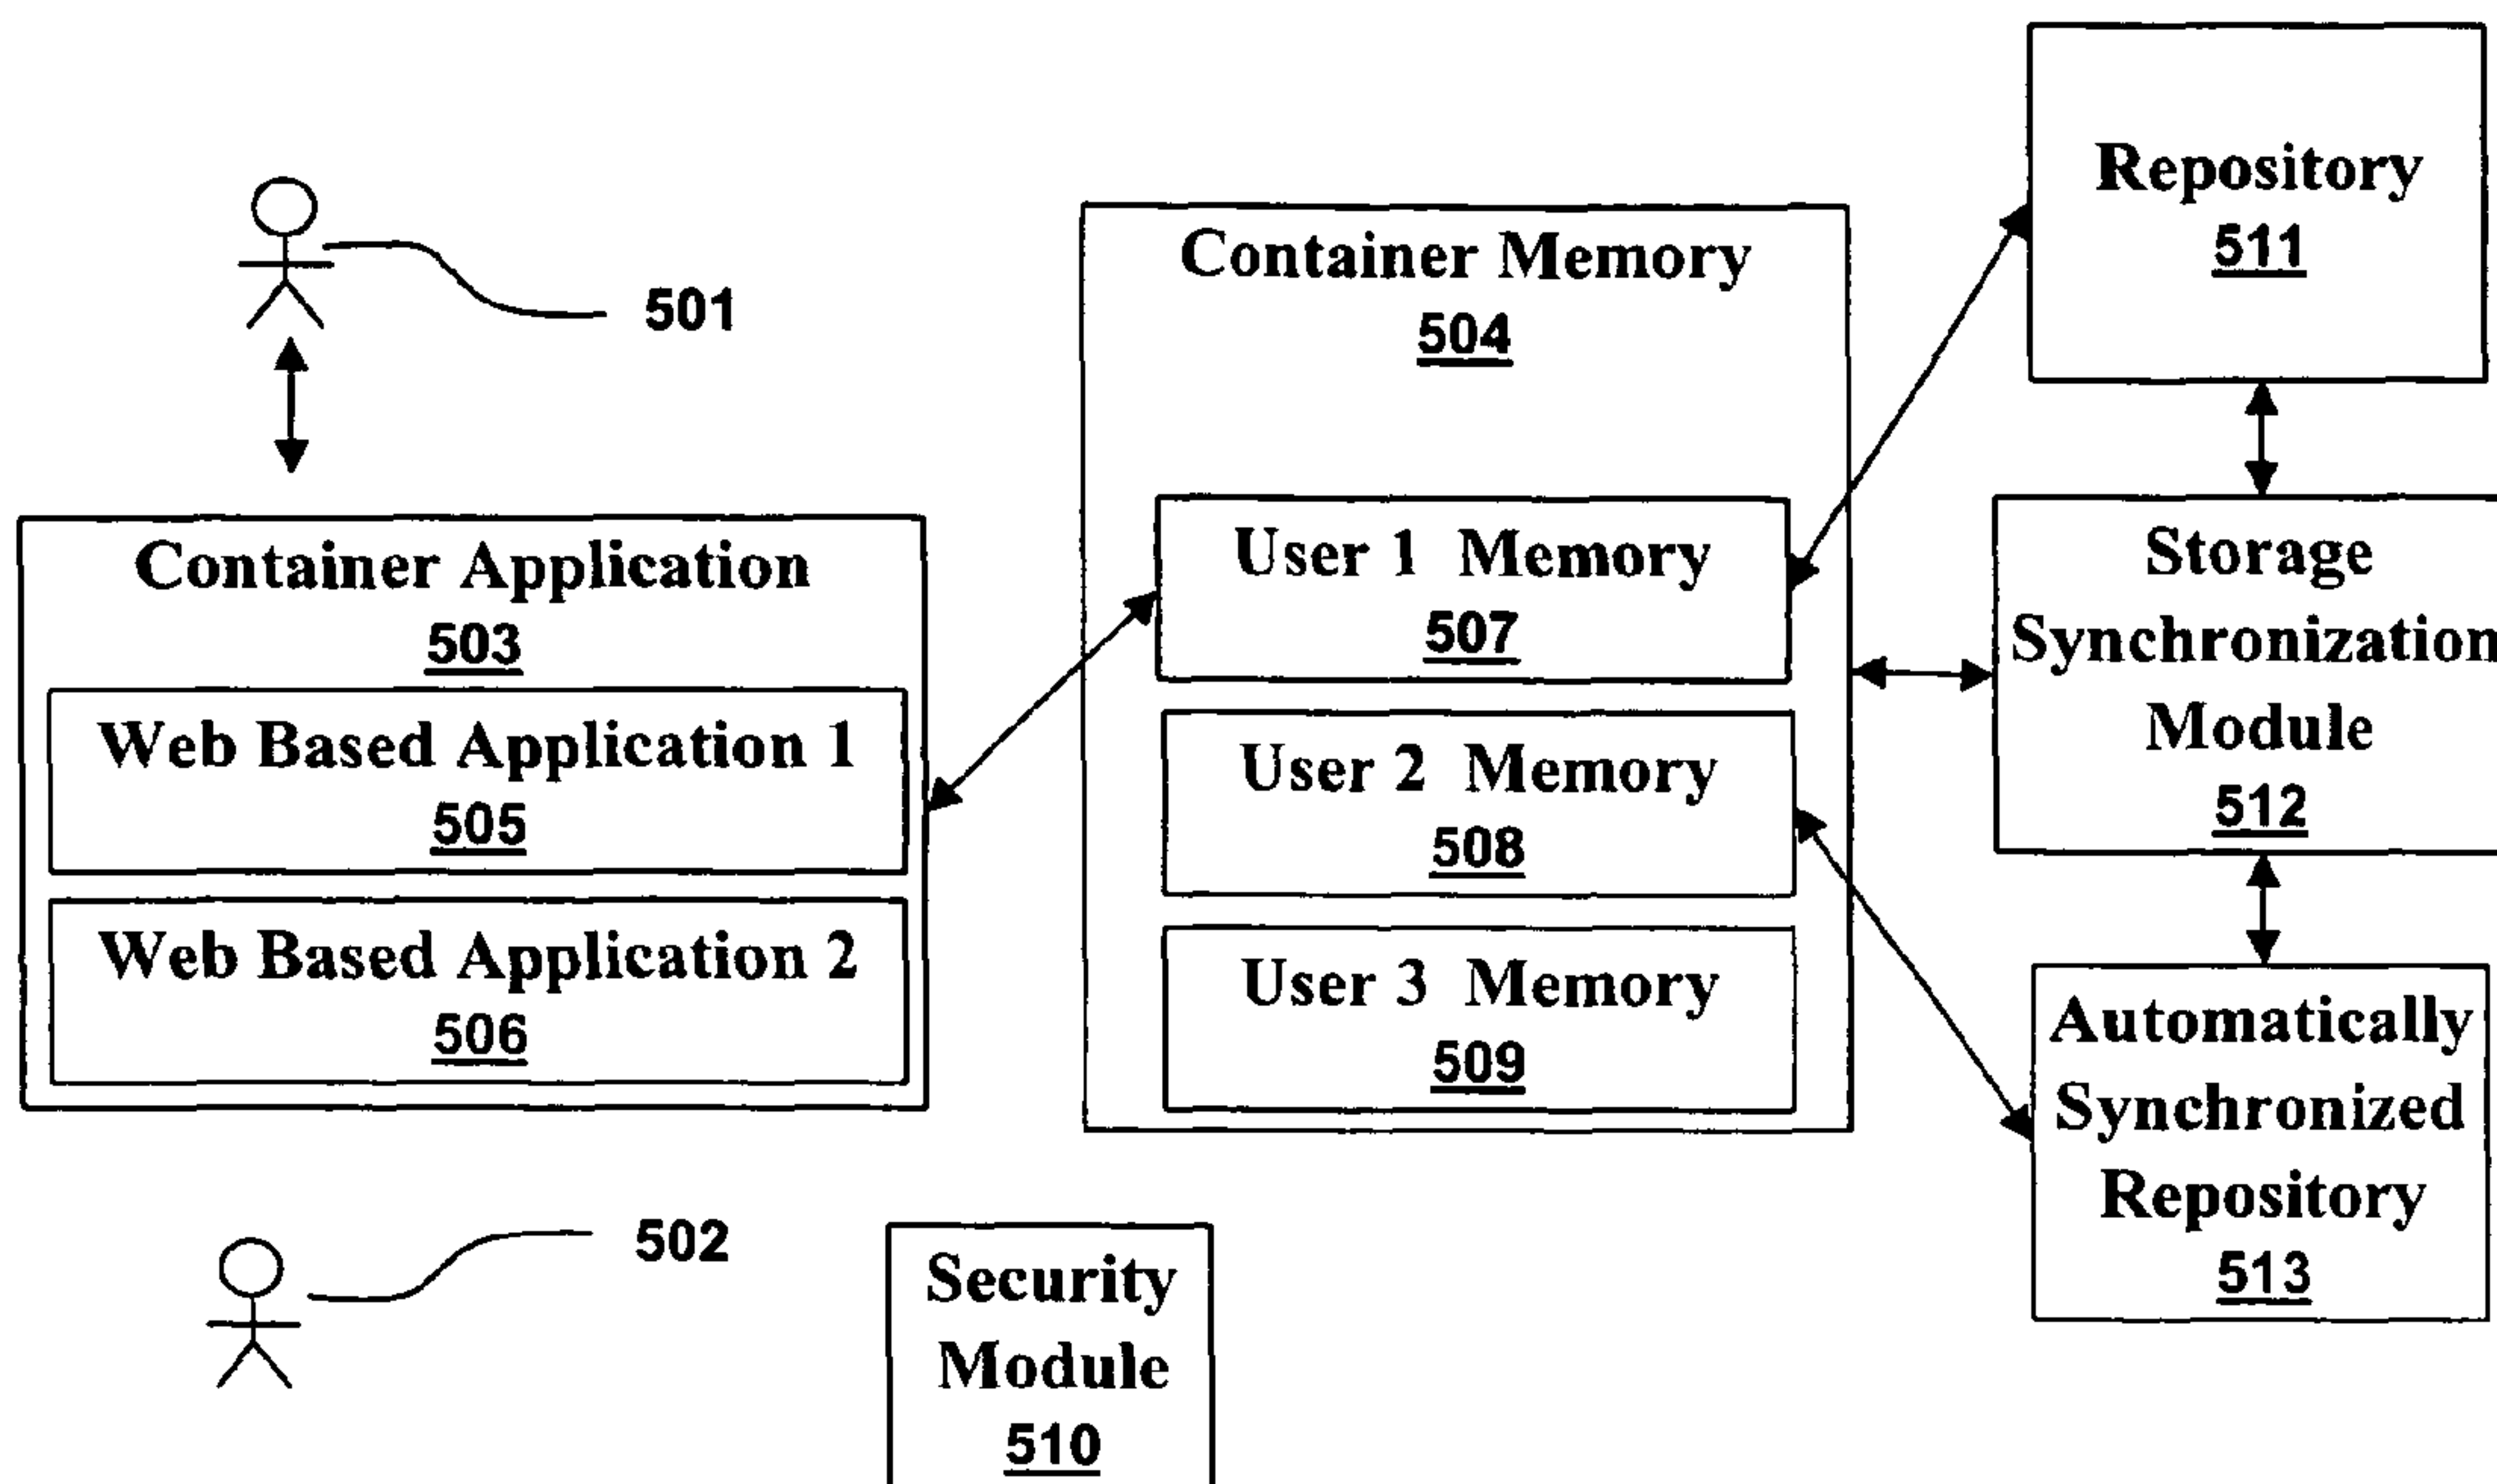 501
Container Application
503
Web Based Application 1
505
Web Based Application 2
506
502
Container Memory
504
User 1 Memory
507
User 2 Memory
508
User 3 Memory
509
Security
Module
510
Repository
511
Storage
Synchronization
Module
512
Automatically
Synchronized
Repository
513